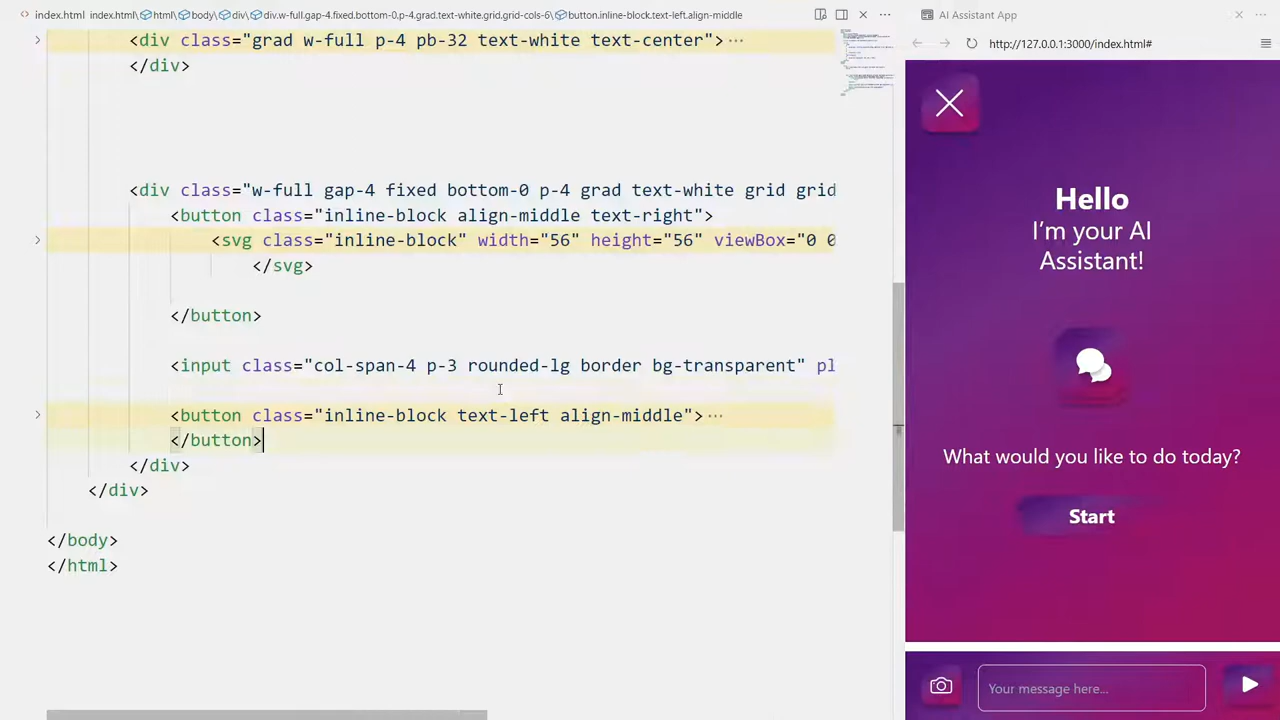 index.html index.html\ html\ body\ div\ div.w-full.gap-4.fixed.bottom-0.p-4.grad.text-white.grid.grid-cols-6\ button.inline-block.text-left.align-middle
<div class="grad w-full p-4 pb-32 text-white text-center"> ···
</div>
<div class="w-full gap-4 fixed bottom-0 p-4 grad text-white grid grid
<button class="inline-block align-middle text-right">
<svg class="inline-block" width="56" height="56" viewBox="0 0
</svg>
</button>
<input class="col-span-4 p-3 rounded-lg border bg-transparent" pl
<button class="inline-block text-left align-middle"> ···
</button>
</div>
</div>
</body>
</html>
AI Assistant App
http://127.0.0.1:3000/index.html#
Hello
I'm your AI
Assistant!
What would you like to do today?
Start
Your message here...